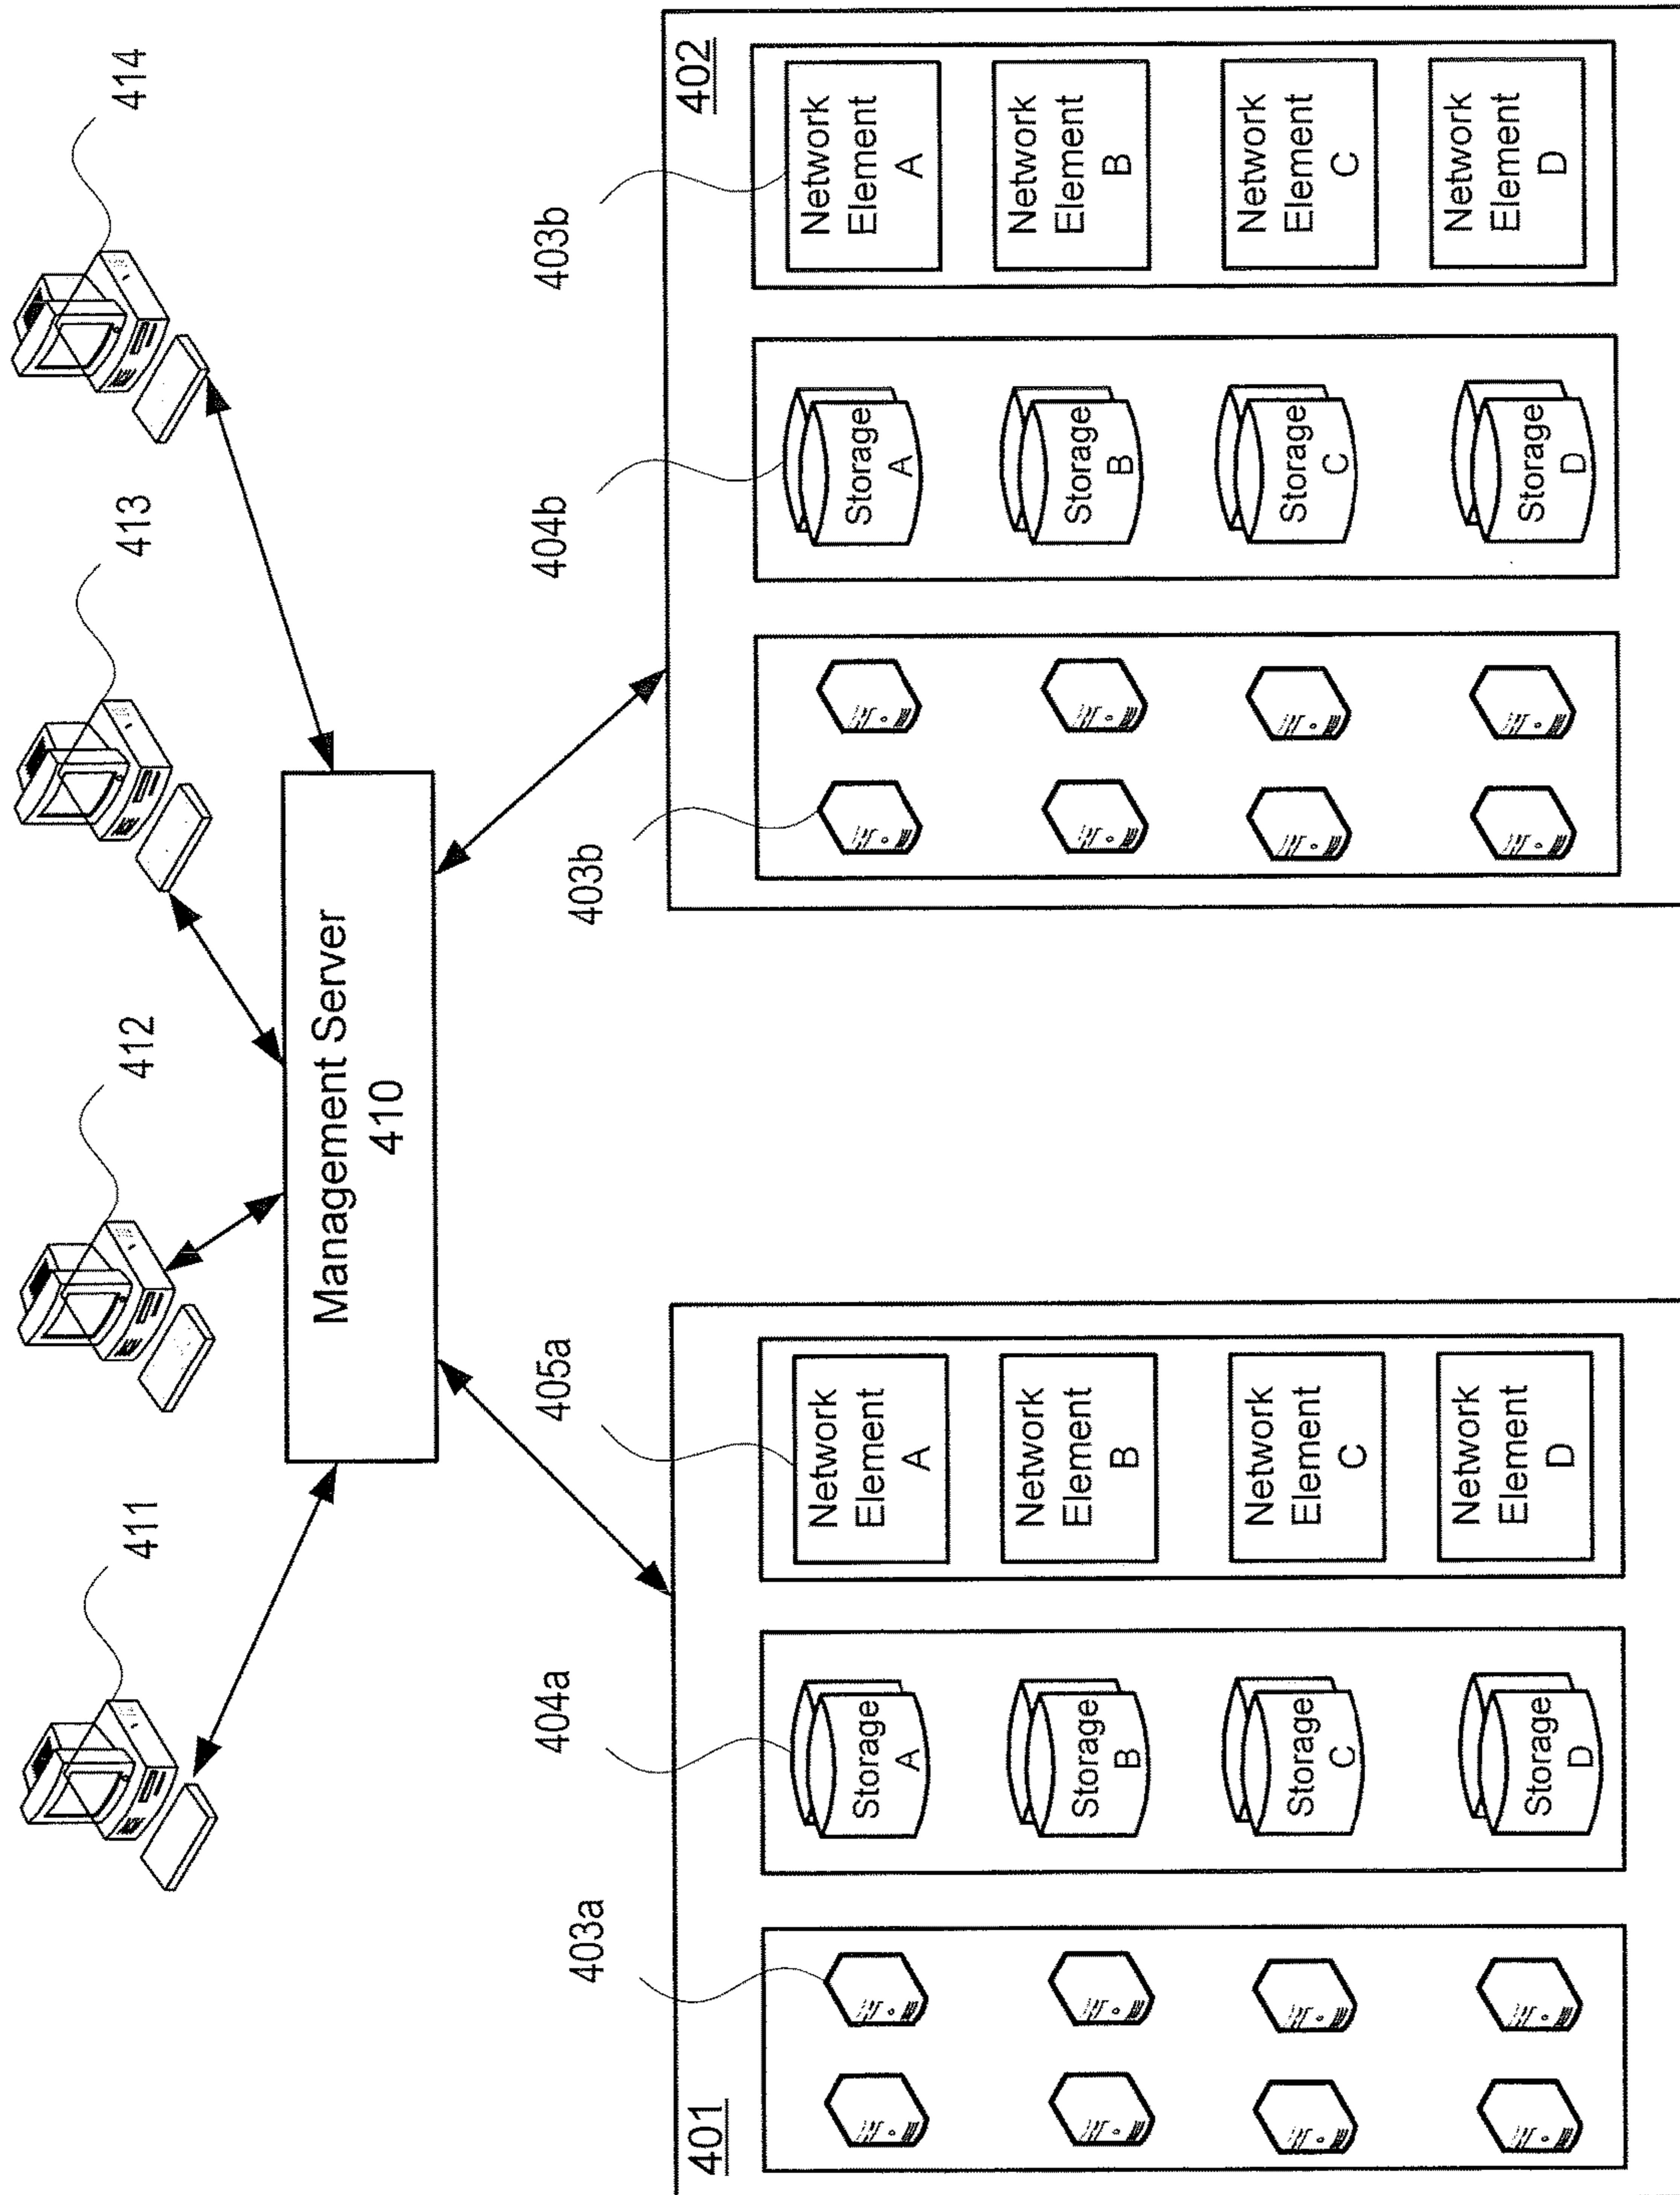 411
412
413
414
Management Server
410
401
403a
404a
405a
Storage
A
Storage
B
Storage
C
Storage
D
Network
Element
A
Network
Element
B
Network
Element
C
Network
Element
D
402
403b
404b
403b
Storage
A
Storage
B
Storage
C
Storage
D
Network
Element
A
Network
Element
B
Network
Element
C
Network
Element
D